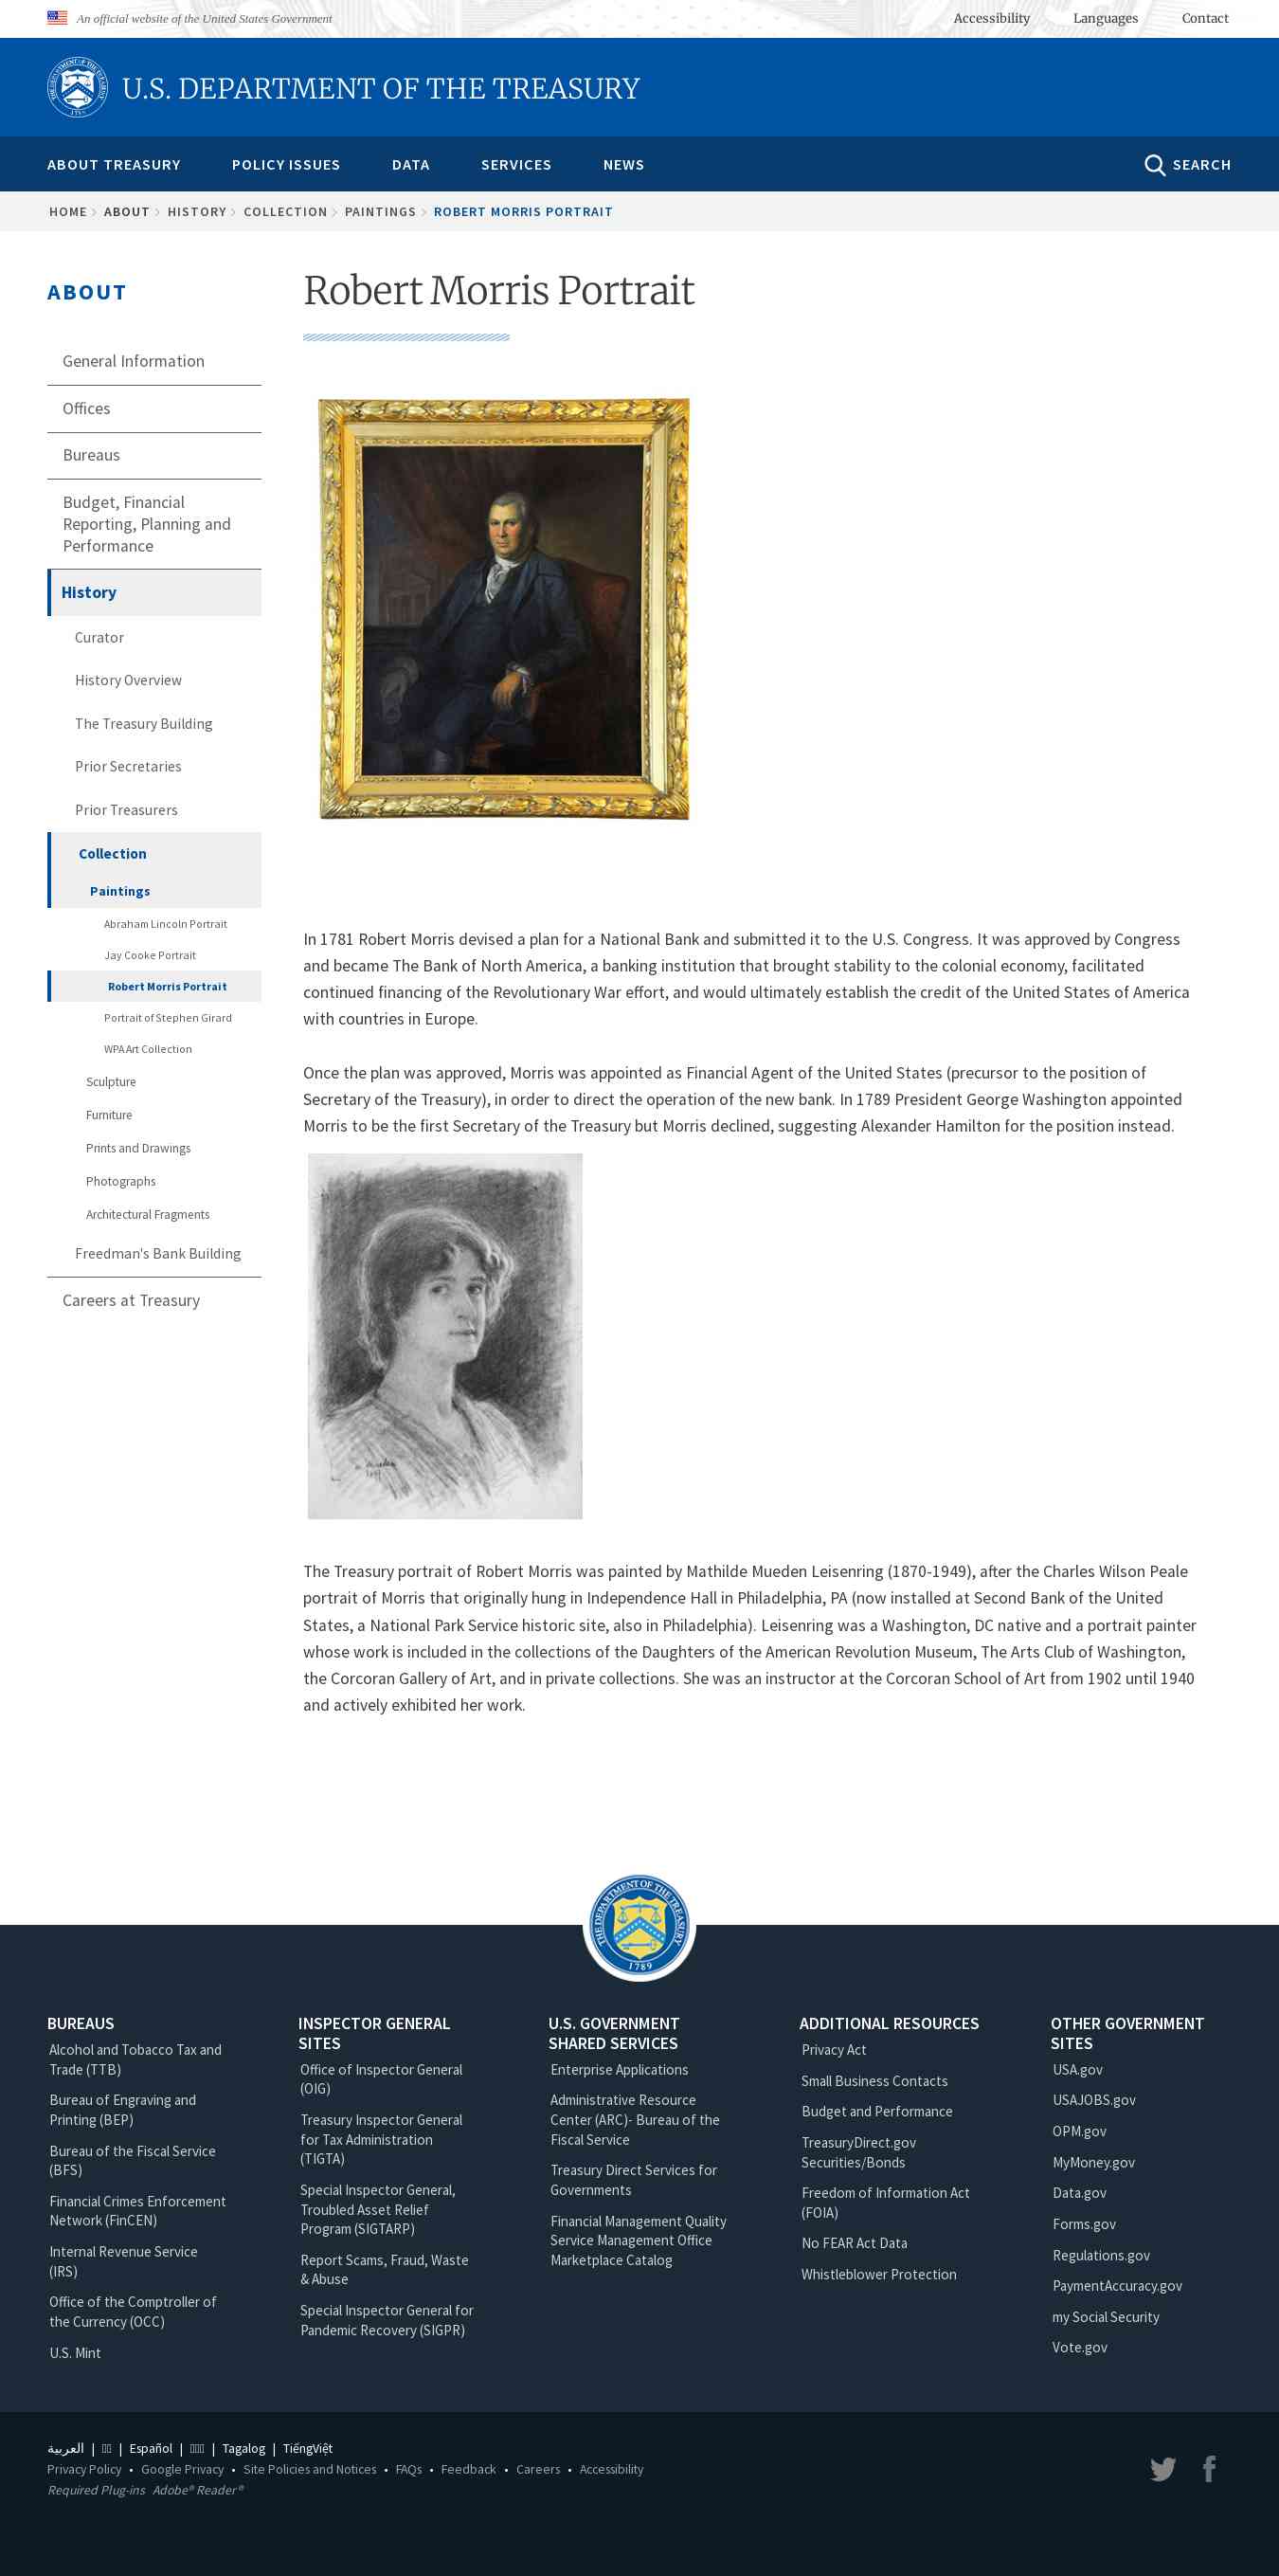 An official website of the United States Government
Accessibility Languages Contact
U.S. DEPARTMENT OF THE TREASURY
ABOUT TREASURY POLICY ISSUES DATA SERVICES NEWS SEARCH
HOME > ABOUT > HISTORY > COLLECTION > PAINTINGS > ROBERT MORRIS PORTRAIT
ABOUT
General Information
Offices
Bureaus
Budget, Financial
Reporting, Planning and
Performance
History
Curator
History Overview
The Treasury Building
Prior Secretaries
Prior Treasurers
Collection
Paintings
Abraham Lincoln Portrait
Jay Cooke Portrait
Robert Morris Portrait
Portrait of Stephen Girard
WPA Art Collection
Sculpture
Furniture
Prints and Drawings
Photographs
Architectural Fragments
Freedman's Bank Building
Careers at Treasury
Robert Morris Portrait
In 1781 Robert Morris devised a plan for a National Bank and submitted it to the U.S. Congress. It was approved by Congress
and became The Bank of North America, a banking institution that brought stability to the colonial economy, facilitated
continued financing of the Revolutionary War effort, and would ultimately establish the credit of the United States of America
with countries in Europe.
Once the plan was approved, Morris was appointed as Financial Agent of the United States (precursor to the position of
Secretary of the Treasury), in order to direct the operation of the new bank. In 1789 President George Washington appointed
Morris to be the first Secretary of the Treasury but Morris declined, suggesting Alexander Hamilton for the position instead.
The Treasury portrait of Robert Morris was painted by Mathilde Mueden Leisenring (1870-1949), after the Charles Wilson Peale
portrait of Morris that originally hung in Independence Hall in Philadelphia, PA (now installed at Second Bank of the United
States, a National Park Service historic site, also in Philadelphia). Leisenring was a Washington, DC native and a portrait painter
whose work is included in the collections of the Daughters of the American Revolution Museum, The Arts Club of Washington,
the Corcoran Gallery of Art, and in private collections. She was an instructor at the Corcoran School of Art from 1902 until 1940
and actively exhibited her work.
THE DEPARTMENT OF THE TREASURY
1789
BUREAUS
Alcohol and Tobacco Tax and
Trade (TTB)
Bureau of Engraving and
Printing (BEP)
Bureau of the Fiscal Service
(BFS)
Financial Crimes Enforcement
Network (FinCEN)
Internal Revenue Service
(IRS)
Office of the Comptroller of
the Currency (OCC)
U.S. Mint
INSPECTOR GENERAL
SITES
Office of Inspector General
(OIG)
Treasury Inspector General
for Tax Administration
(TIGTA)
Special Inspector General,
Troubled Asset Relief
Program (SIGTARP)
Report Scams, Fraud, Waste
& Abuse
Special Inspector General for
Pandemic Recovery (SIGPR)
U.S. GOVERNMENT
SHARED SERVICES
Enterprise Applications
Administrative Resource
Center (ARC)- Bureau of the
Fiscal Service
Treasury Direct Services for
Governments
Financial Management Quality
Service Management Office
Marketplace Catalog
ADDITIONAL RESOURCES
Privacy Act
Small Business Contacts
Budget and Performance
TreasuryDirect.gov
Securities/Bonds
Freedom of Information Act
(FOIA)
No FEAR Act Data
Whistleblower Protection
OTHER GOVERNMENT
SITES
USA.gov
USAJOBS.gov
OPM.gov
MyMoney.gov
Data.gov
Forms.gov
Regulations.gov
PaymentAccuracy.gov
my Social Security
Vote.gov
العربية | | Español | | Tagalog | TiếngViệt
Privacy Policy • Google Privacy • Site Policies and Notices • FAQs • Feedback • Careers • Accessibility
Required Plug-ins Adobe® Reader®